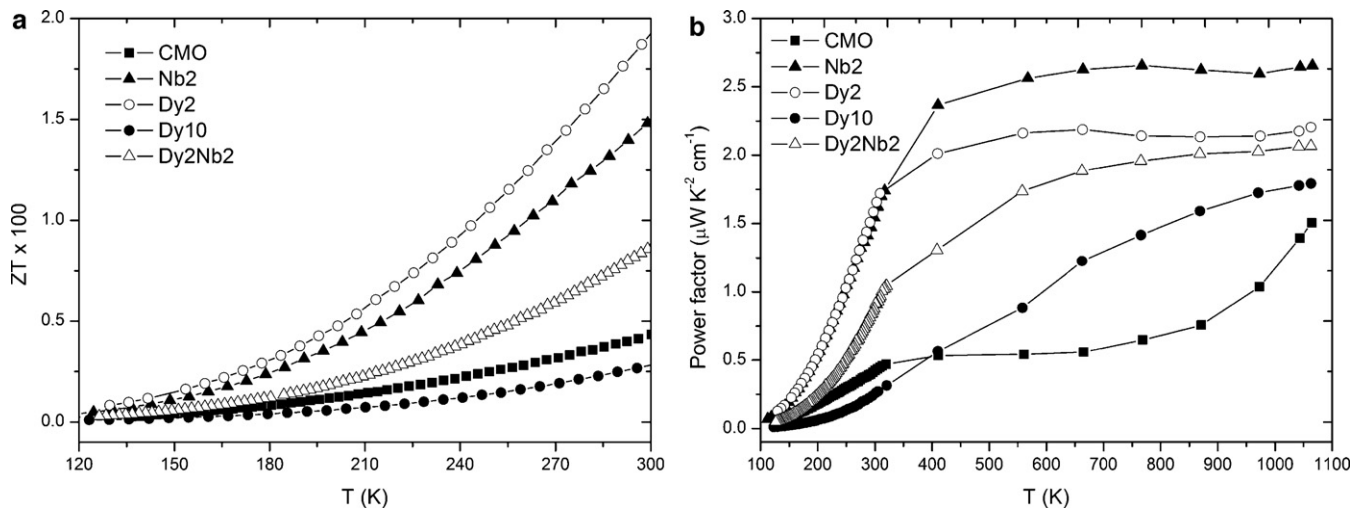 a
ZT x 100
2.0
1.5
1.0
0.5
0.0
CMO
Nb2
Dy2
Dy10
Dy2Nb2
120 150 180 210 240 270 300
T (K)
b
Power factor (μW K⁻² cm⁻¹)
3.0
2.5
2.0
1.5
1.0
0.5
0.0
CMO
Nb2
Dy2
Dy10
Dy2Nb2
100 200 300 400 500 600 700 800 900 1000 1100
T (K)